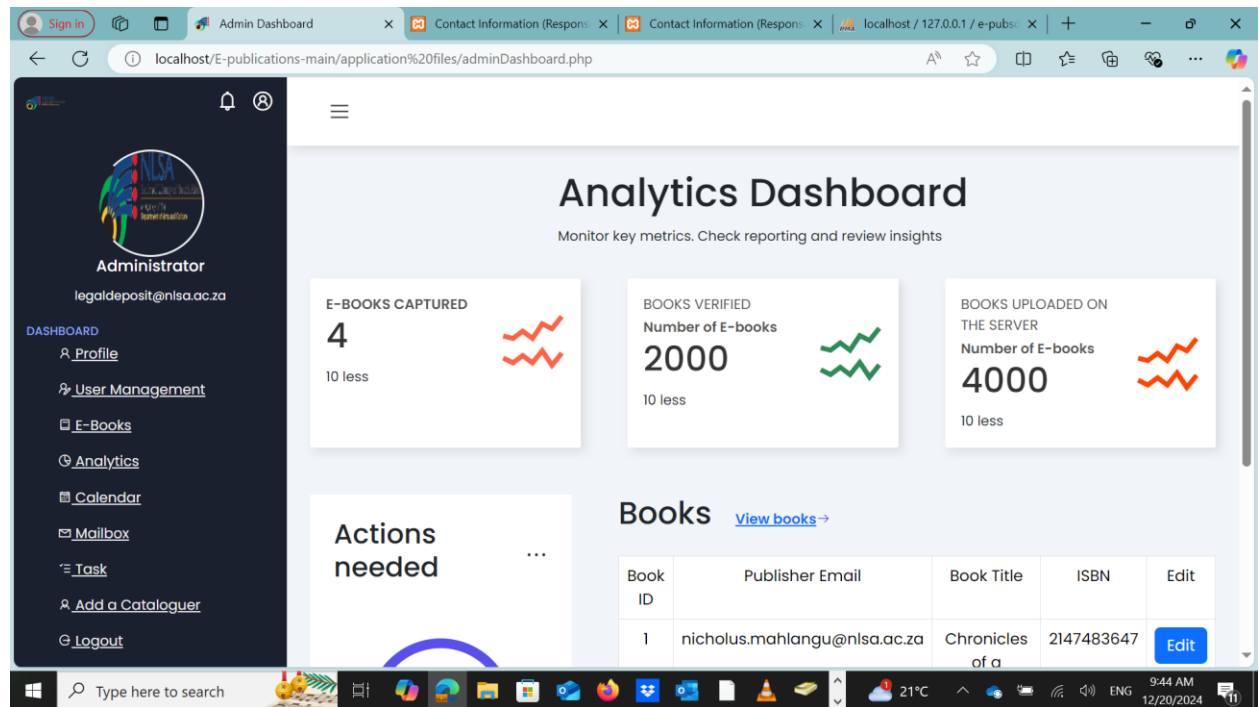 Sign in
Admin Dashboard
Contact Information (Respons
Contact Information (Respons
localhost / 127.0.0.1 / e-pubs
localhost/E-publications-main/application%20files/adminDashboard.php
NLSA
Administrator
legaldeposit@nlsa.ac.za
DASHBOARD
Profile
User Management
E-Books
Analytics
Calendar
Mailbox
Task
Add a Cataloguer
Logout
Analytics Dashboard
Monitor key metrics. Check reporting and review insights
E-BOOKS CAPTURED
4
10 less
BOOKS VERIFIED
Number of E-books
2000
10 less
BOOKS UPLOADED ON
THE SERVER
Number of E-books
4000
10 less
Actions
needed
...
Books View books→
Book ID Publisher Email Book Title ISBN Edit
1 nicholus.mahlangu@nlsa.ac.za Chronicles 2147483647 Edit
of a
Type here to search
21°C
ENG
9:44 AM
12/20/2024
11